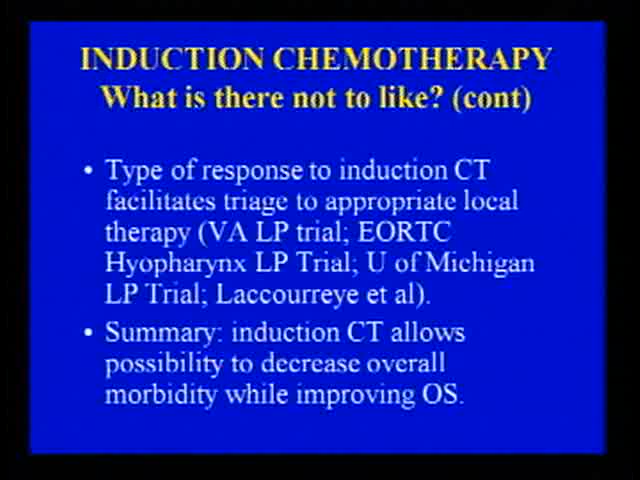 INDUCTION CHEMOTHERAPY
What is there not to like? (cont)
• Type of response to induction CT
facilitates triage to appropriate local
therapy (VA LP trial; EORTC
Hyopharynx LP Trial; U of Michigan
LP Trial; Laccourreye et al).
• Summary: induction CT allows
possibility to decrease overall
morbidity while improving OS.